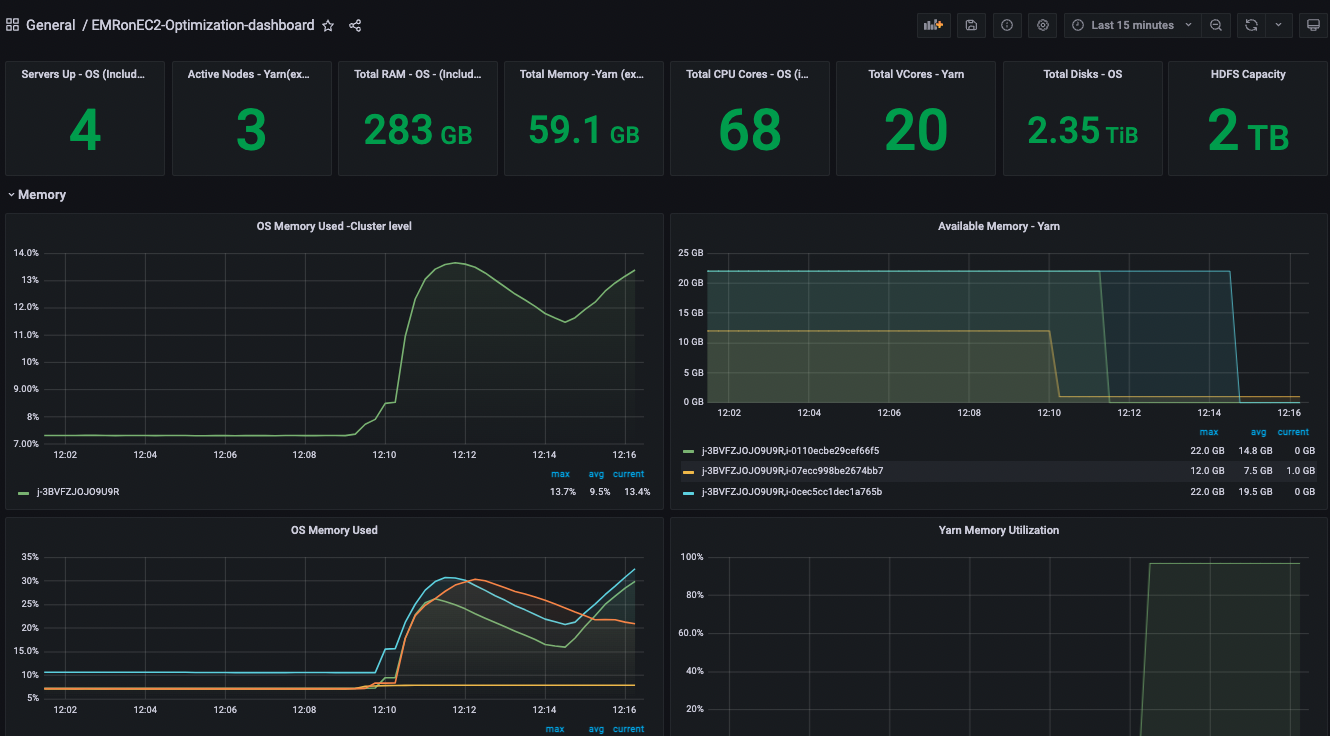 General / EMRonEC2-Optimization-dashboard
Last 15 minutes
Servers Up - OS (Includ...
4
Active Nodes - Yarn(ex...
3
Total RAM - OS - (Includ...
283 GB
Total Memory -Yarn (ex...
59.1 GB
Total CPU Cores - OS (i...
68
Total VCores - Yarn
20
Total Disks - OS
2.35 TiB
HDFS Capacity
2 TB
Memory
OS Memory Used -Cluster level
14.0%
13%
12.0%
11.0%
10%
9.00%
8%
7.00%
12:02 12:04 12:06 12:08 12:10 12:12 12:14 12:16
max avg current
j-3BVFZJOJO9U9R 13.7% 9.5% 13.4%
Available Memory - Yarn
25 GB
20 GB
15 GB
10 GB
5 GB
0 GB
12:02 12:04 12:06 12:08 12:10 12:12 12:14 12:16
max avg current
j-3BVFZJOJO9U9R,i-0110ecbe29cef66f5 22.0 GB 14.8 GB 0 GB
j-3BVFZJOJO9U9R,i-07ecc998be2674bb7 12.0 GB 7.5 GB 1.0 GB
j-3BVFZJOJO9U9R,i-0cec5cc1dec1a765b 22.0 GB 19.5 GB 0 GB
OS Memory Used
35%
30%
25%
20%
15.0%
10%
5%
12:02 12:04 12:06 12:08 12:10 12:12 12:14 12:16
max avg current
Yarn Memory Utilization
100%
80%
60.0%
40%
20%